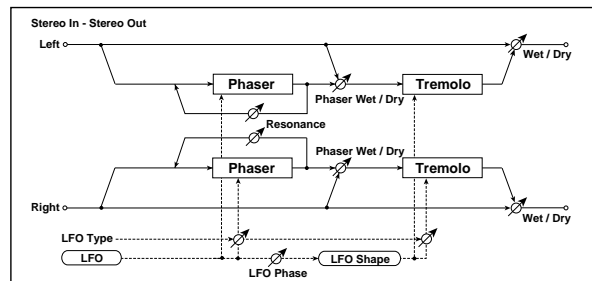 Stereo In - Stereo Out
Left
Wet / Dry
Phaser
Phaser Wet / Dry
Tremolo
Resonance
Phaser Wet / Dry
Phaser
Tremolo
Right
Wet / Dry
LFO Type
LFO
LFO Phase
LFO Shape